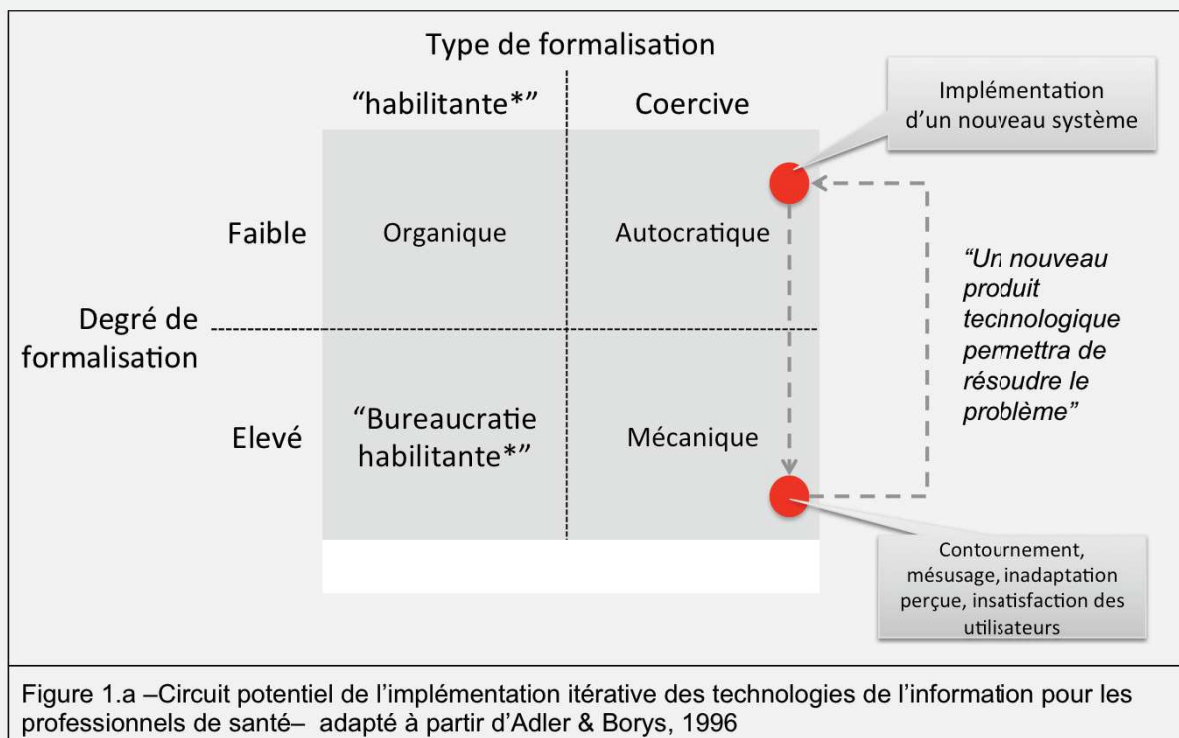 Type de formalisation
“habilitante*”
Coercive
Implémentation
d’un nouveau système
Faible
Organique
Autocratique
“Un nouveau
produit
technologique
permettra de
résoudre le
problème”
Degré de
formalisation
Elevé
“Bureaucratie
habilitante*”
Mécanique
Contournement,
mésusage, inadaptation
perçue, insatisfaction des
utilisateurs
Figure 1.a –Circuit potentiel de l’implémentation itérative des technologies de l’information pour les
professionnels de santé– adapté à partir d’Adler & Borys, 1996